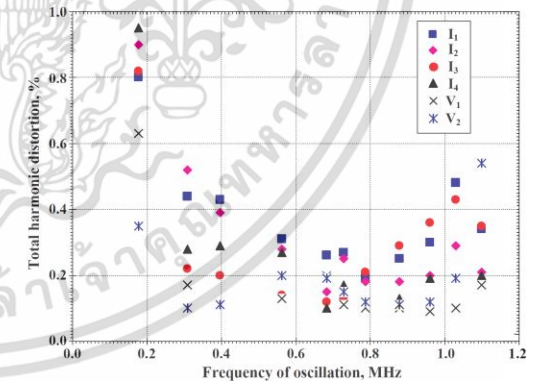 1.0
0.8
0.6
0.4
0.2
0.0
0.0
0.2
0.4
0.6
0.8
1.0
1.2
Total harmonic distortion, %
Frequency of oscillation, MHz
I₁
I₂
I₃
I₄
V₁
V₂